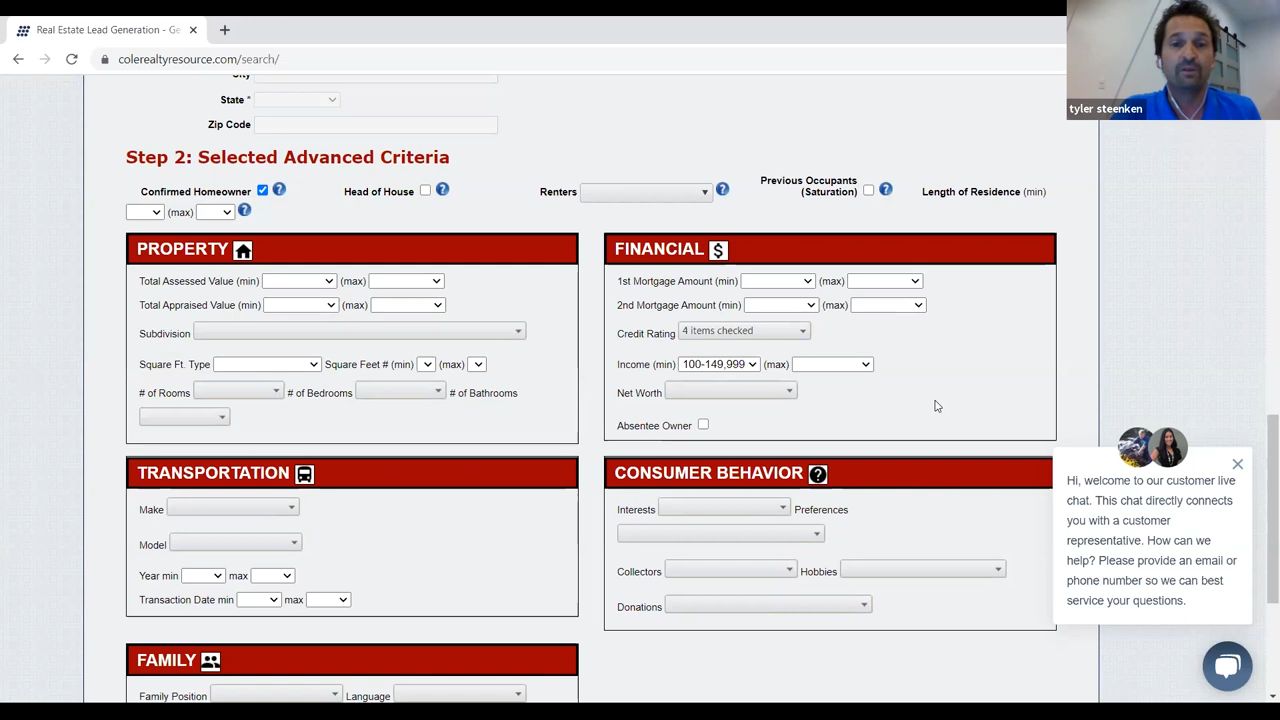 Real Estate Lead Generation - Ge
colerealtyresource.com/search/
tyler steenken
City
State *
Zip Code
Step 2: Selected Advanced Criteria
Confirmed Homeowner ? Head of House ? Renters ? Previous Occupants (Saturation) ? Length of Residence (min)
(max) ?
PROPERTY
Total Assessed Value (min) (max)
Total Appraised Value (min) (max)
Subdivision
Square Ft. Type Square Feet # (min) (max)
# of Rooms # of Bedrooms # of Bathrooms
FINANCIAL $
1st Mortgage Amount (min) (max)
2nd Mortgage Amount (min) (max)
Credit Rating 4 items checked
Income (min) 100-149,999 (max)
Net Worth
Absentee Owner
TRANSPORTATION
Make
Model
Year min max
Transaction Date min max
CONSUMER BEHAVIOR ?
Interests Preferences
Collectors Hobbies
Donations
FAMILY
Family Position Language
Hi, welcome to our customer live
chat. This chat directly connects
you with a customer
representative. How can we
help? Please provide an email or
phone number so we can best
service your questions.